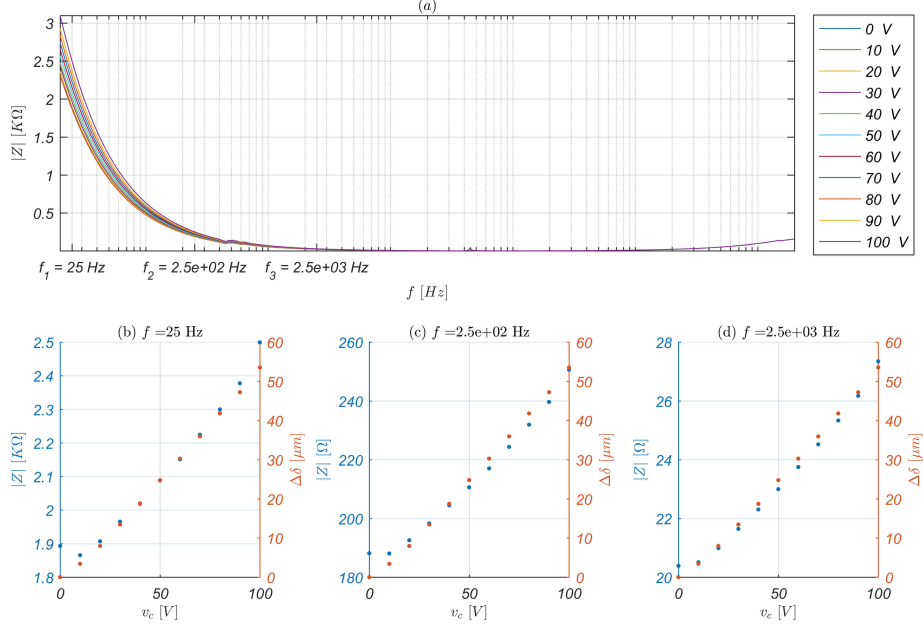 (a)
|Z| [KΩ]
3
2.5
2
1.5
1
0.5
f1 = 25 Hz
f2 = 2.5e+02 Hz
f3 = 2.5e+03 Hz
f [Hz]
0 V
10 V
20 V
30 V
40 V
50 V
60 V
70 V
80 V
90 V
100 V
(b) f =25 Hz
|Z| [KΩ]
2.5
2.4
2.3
2.2
2.1
2
1.9
1.8
60
50
40
30
20
10
0
Δδ [μm]
0 50 100
vc [V]
(c) f =2.5e+02 Hz
|Z| [Ω]
260
240
220
200
180
60
50
40
30
20
10
0
Δδ [μm]
0 50 100
vc [V]
(d) f =2.5e+03 Hz
|Z| [Ω]
28
26
24
22
20
60
50
40
30
20
10
0
Δδ [μm]
0 50 100
vc [V]